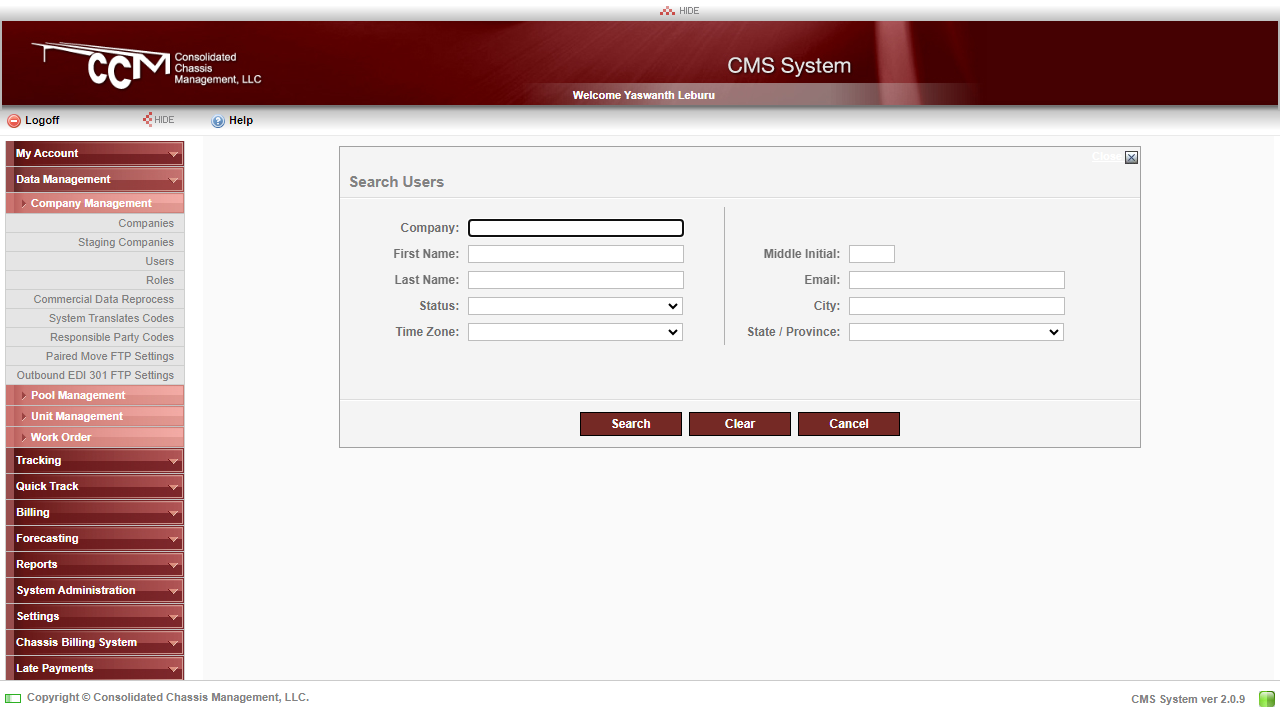 HIDE
CCM Consolidated
Chassis
Management, LLC
CMS System
Welcome Yaswanth Leburu
Logoff
HIDE
Help
My Account
Data Management
Company Management
Companies
Staging Companies
Users
Roles
Commercial Data Reprocess
System Translates Codes
Responsible Party Codes
Paired Move FTP Settings
Outbound EDI 301 FTP Settings
Pool Management
Unit Management
Work Order
Tracking
Quick Track
Billing
Forecasting
Reports
System Administration
Settings
Chassis Billing System
Late Payments
Close
Search Users
Company:
First Name:
Middle Initial:
Last Name:
Email:
Status:
City:
Time Zone:
State / Province:
Search
Clear
Cancel
Copyright © Consolidated Chassis Management, LLC.
CMS System ver 2.0.9